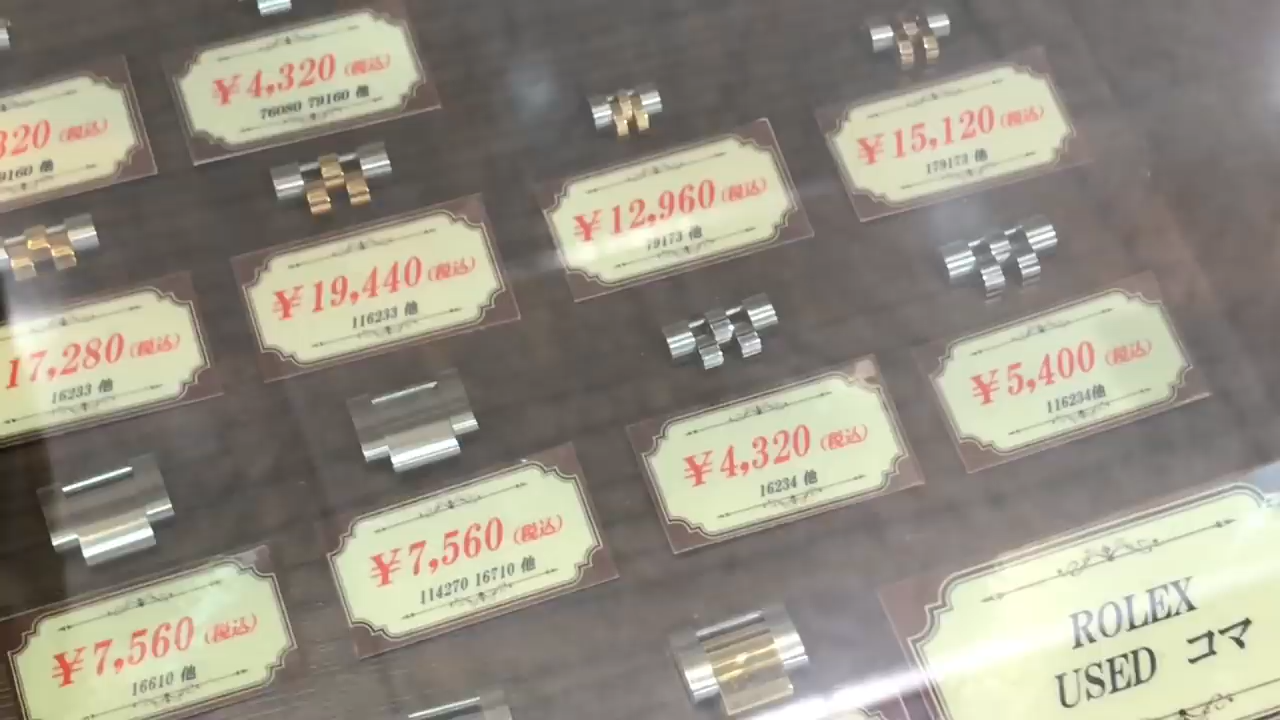 ¥4,320(税込)
76080 79160 他
320(税込)
9160 他
¥15,120(税込)
179173 他
¥12,960(税込)
79173 他
¥19,440(税込)
116233 他
17,280(税込)
16233 他
¥5,400(税込)
116234他
¥4,320(税込)
16234 他
¥7,560(税込)
114270 16710 他
¥7,560(税込)
16610 他
ROLEX
USED コマ